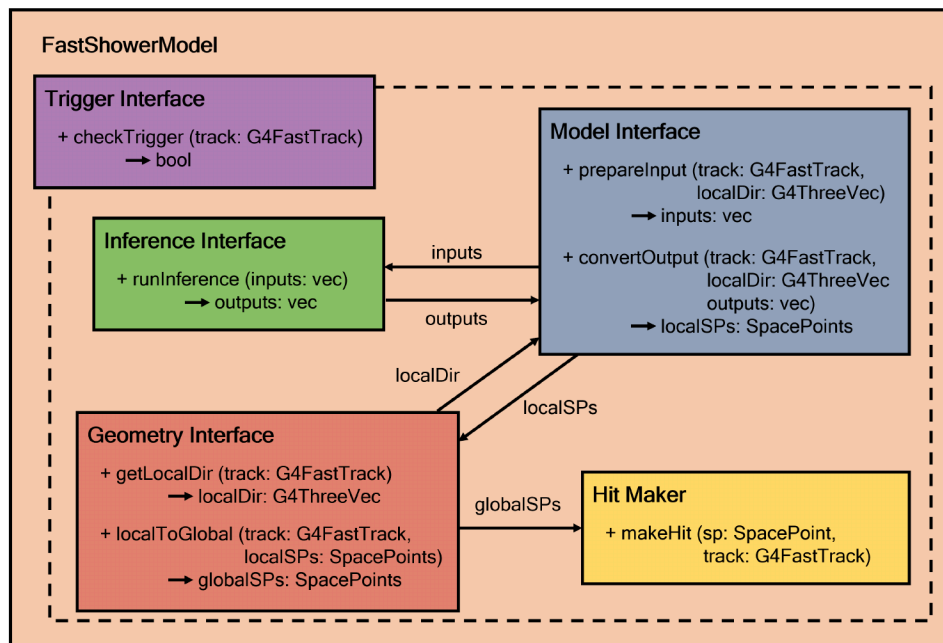 FastShowerModel
Trigger Interface
+ checkTrigger (track: G4FastTrack)
→ bool
Model Interface
+ prepareInput (track: G4FastTrack,
localDir: G4ThreeVec)
→ inputs: vec
+ convertOutput (track: G4FastTrack,
localDir: G4ThreeVec
outputs: vec)
→ localSPs: SpacePoints
Inference Interface
+ runInference (inputs: vec)
→ outputs: vec
inputs
outputs
localDir
localSPs
Geometry Interface
+ getLocalDir (track: G4FastTrack)
→ localDir: G4ThreeVec
+ localToGlobal (track: G4FastTrack,
localSPs: SpacePoints)
→ globalSPs: SpacePoints
globalSPs
Hit Maker
+ makeHit (sp: SpacePoint,
track: G4FastTrack)